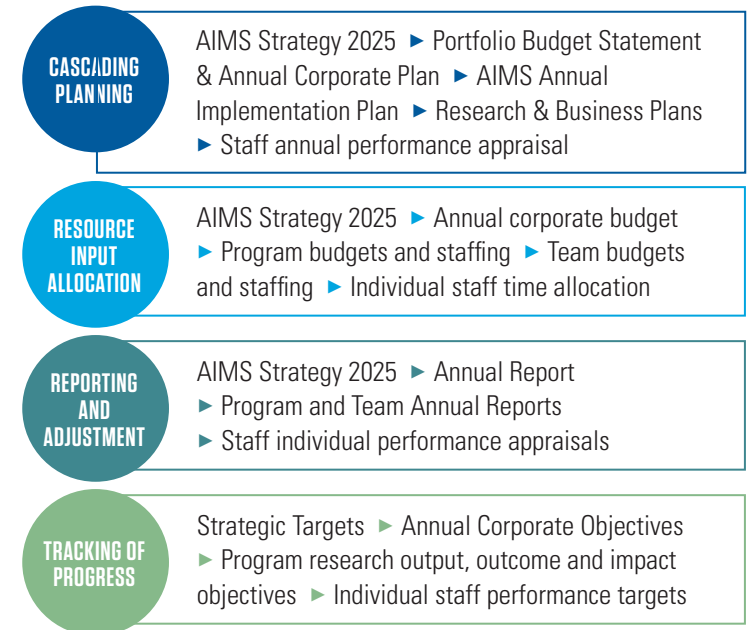 CASCADING
PLANNING
AIMS Strategy 2025 ► Portfolio Budget Statement
& Annual Corporate Plan ► AIMS Annual
Implementation Plan ► Research & Business Plans
► Staff annual performance appraisal
RESOURCE
INPUT
ALLOCATION
AIMS Strategy 2025 ► Annual corporate budget
► Program budgets and staffing ► Team budgets
and staffing ► Individual staff time allocation
REPORTING
AND
ADJUSTMENT
AIMS Strategy 2025 ► Annual Report
► Program and Team Annual Reports
► Staff individual performance appraisals
TRACKING OF
PROGRESS
Strategic Targets ► Annual Corporate Objectives
► Program research output, outcome and impact
objectives ► Individual staff performance targets